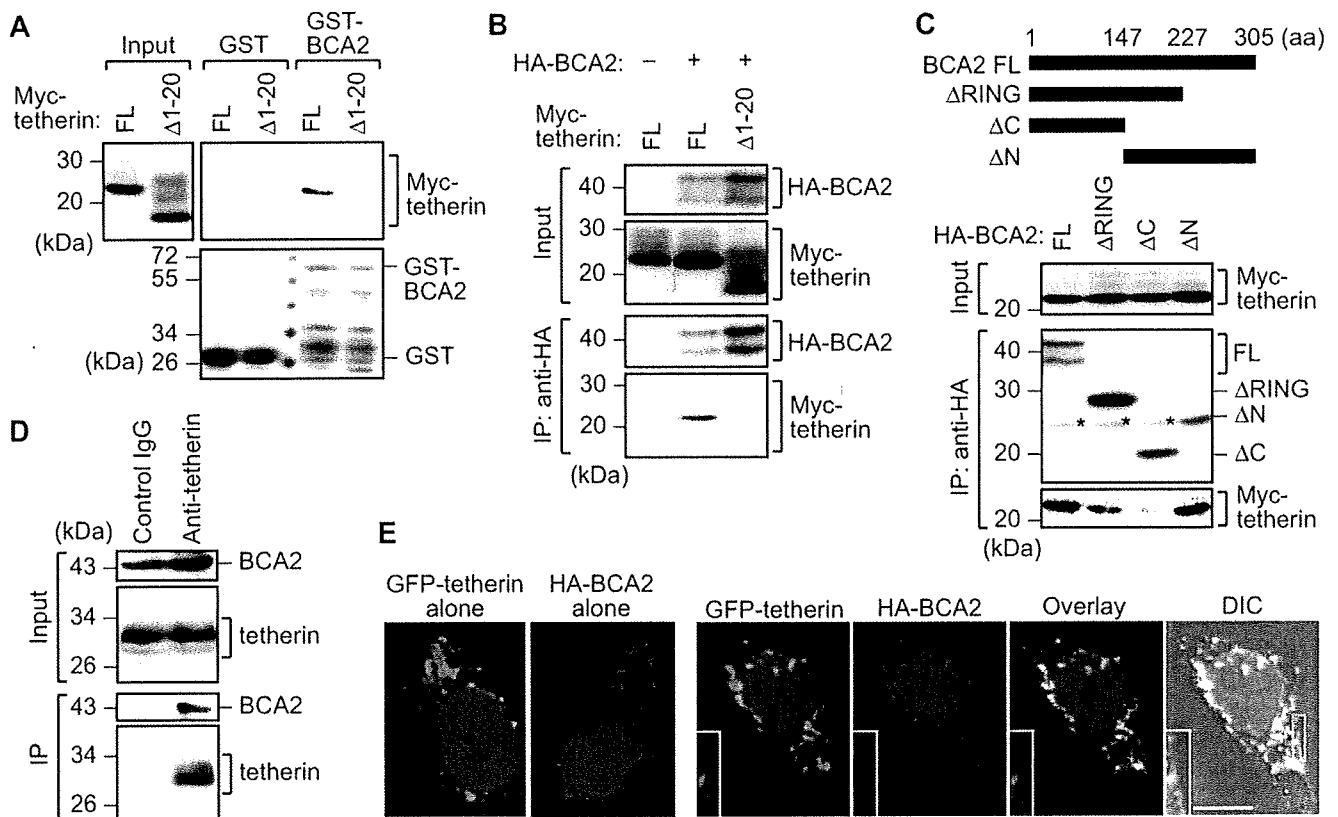 A
Input
GST
GST-
BCA2
Myc-
tetherin:
FL
Δ1-20
FL
Δ1-20
FL
Δ1-20
30
20
(kDa)
Myc-
tetherin
72
55
34
26
(kDa)
GST-
BCA2
GST
B
HA-BCA2: – + +
Myc-
tetherin:
FL
FL
Δ1-20
Input
40
HA-BCA2
30
20
Myc-
tetherin
IP: anti-HA
40
HA-BCA2
30
20
Myc-
tetherin
(kDa)
C
1 147 227 305 (aa)
BCA2 FL
ΔRING
ΔC
ΔN
HA-BCA2:
FL
ΔRING
ΔC
ΔN
Input
20
Myc-
tetherin
IP: anti-HA
40
30
20
FL
ΔRING
ΔN
ΔC
* * *
20
Myc-
tetherin
(kDa)
D
Control IgG
Anti-tetherin
(kDa)
Input
43
BCA2
34
26
tetherin
IP
43
BCA2
34
26
tetherin
E
GFP-tetherin
alone
HA-BCA2
alone
GFP-tetherin
HA-BCA2
Overlay
DIC